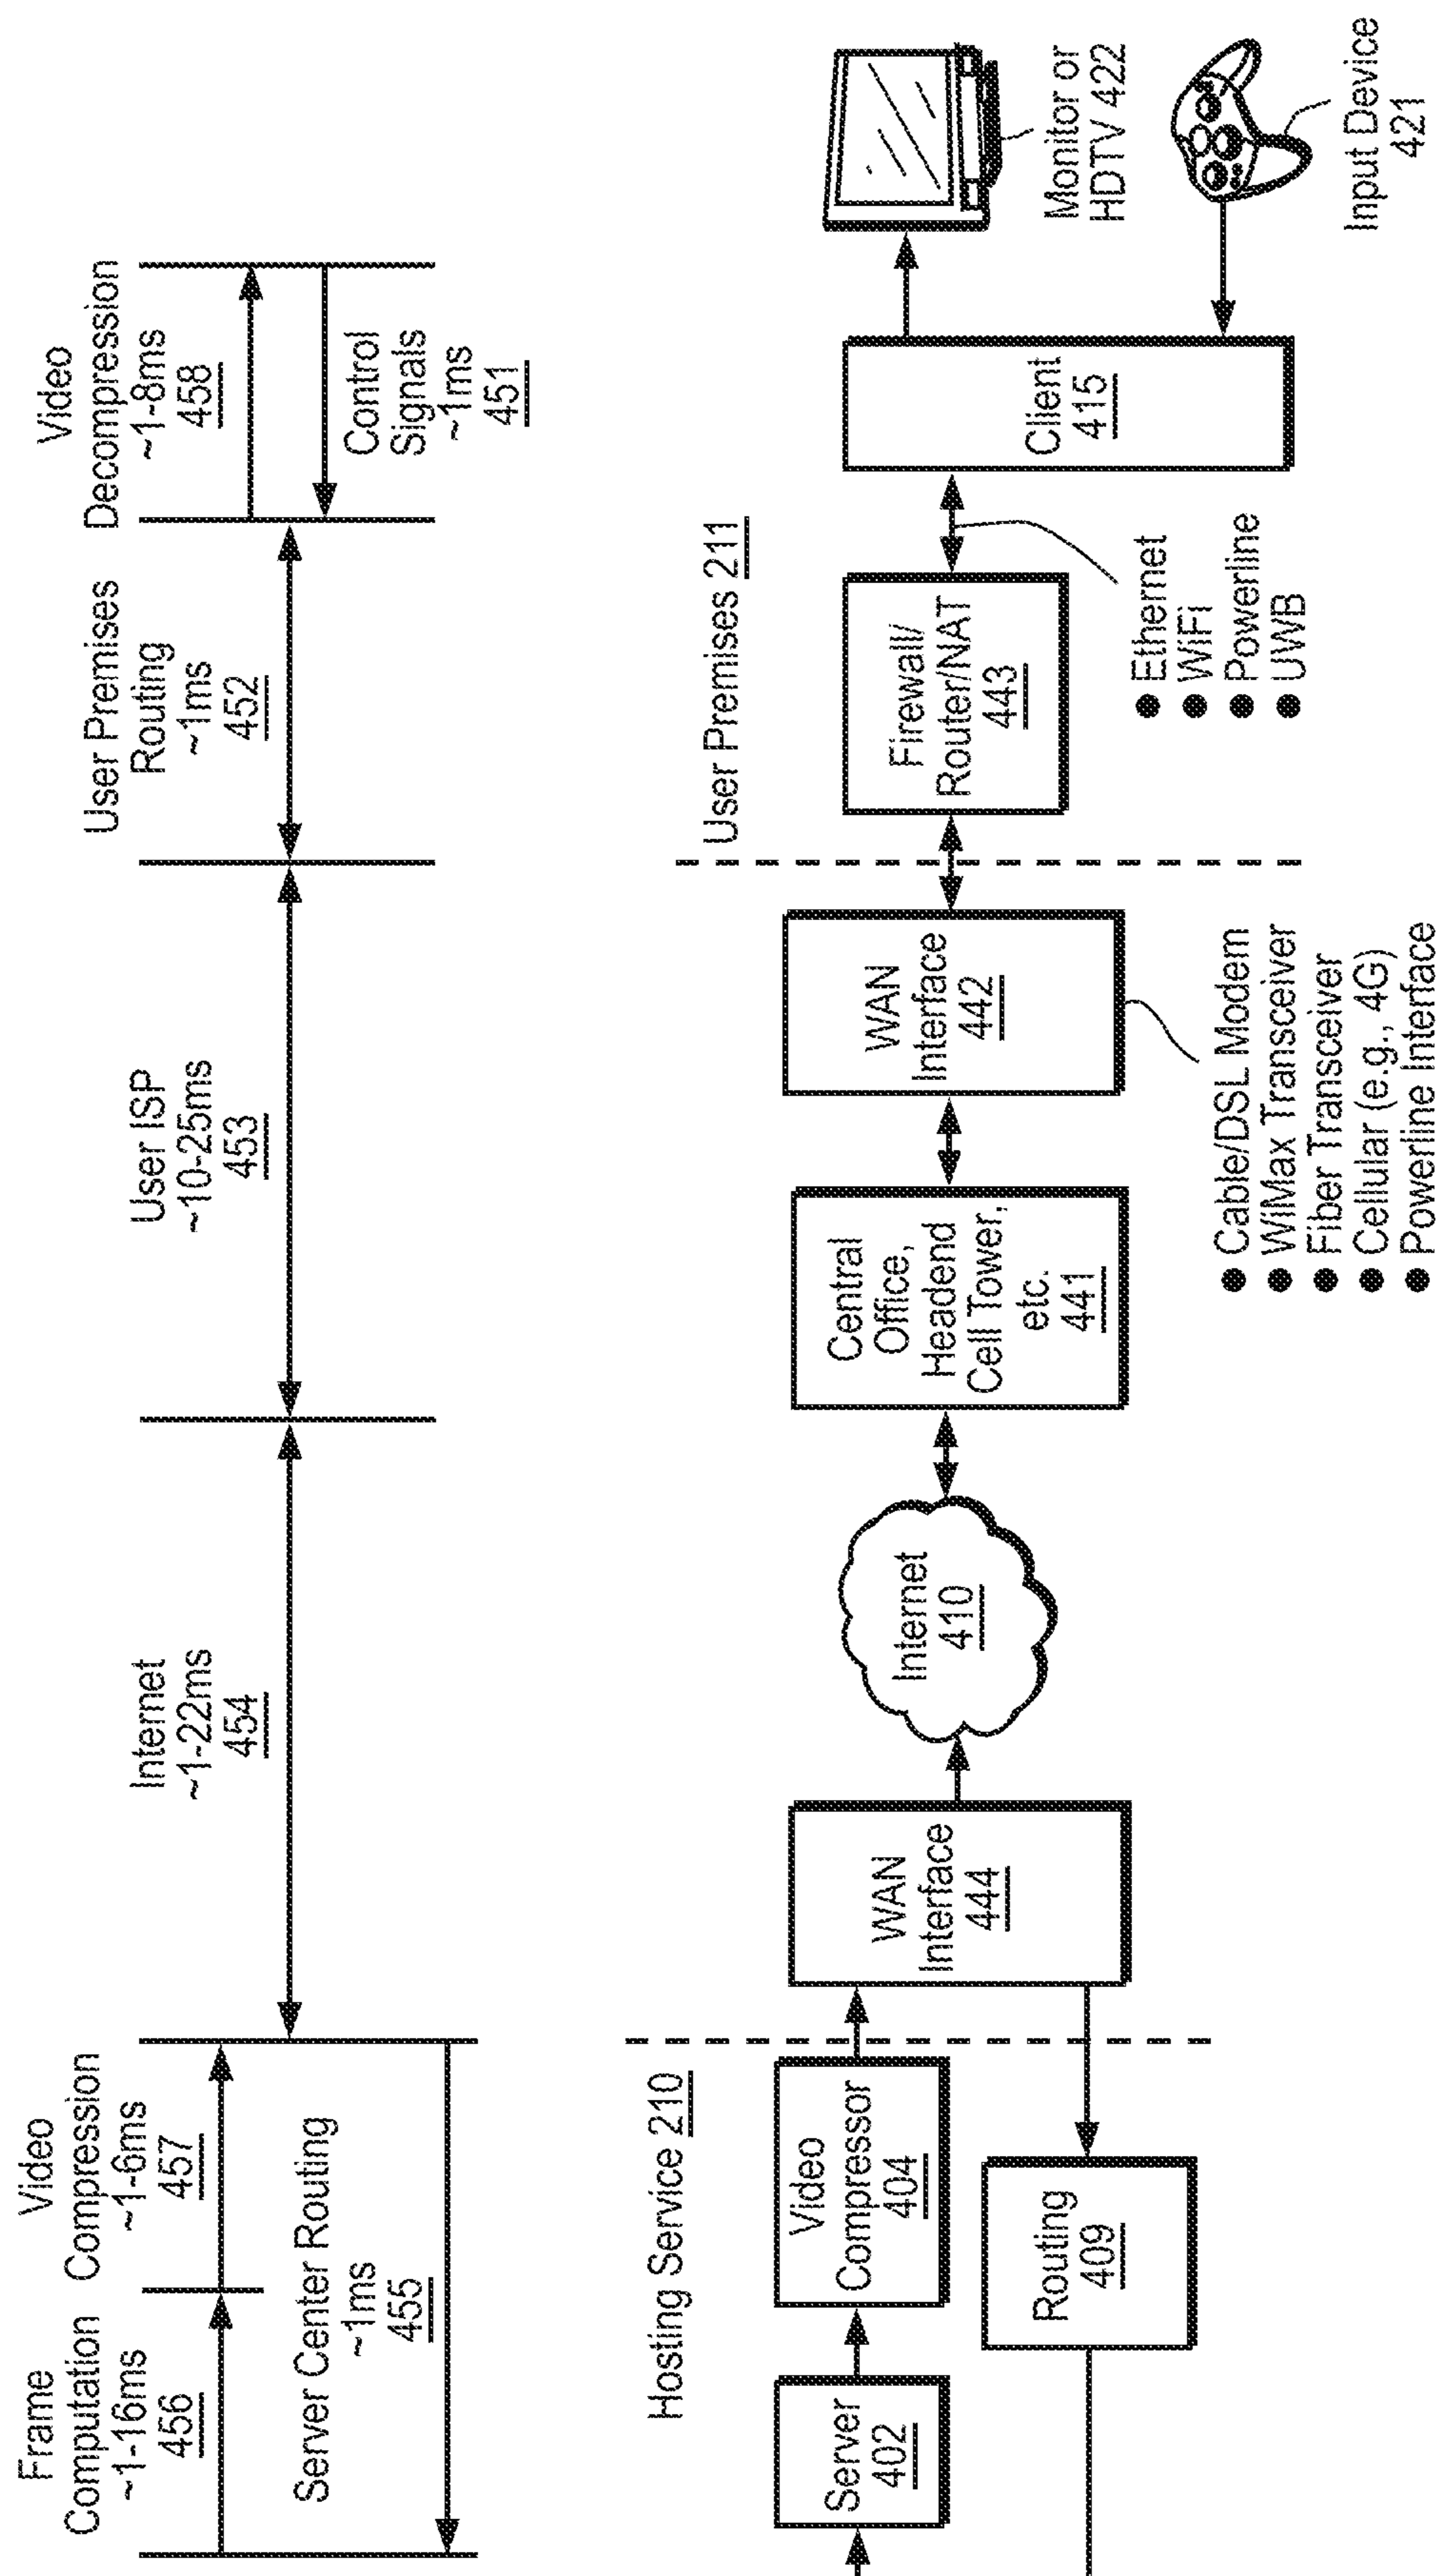 Frame
Computation
~1-16ms
456
Video
Compression
~1-6ms
457
Server Center Routing
~1ms
455
Internet
~1-22ms
454
User ISP
~10-25ms
453
User Premises
Routing
~1ms
452
Video
Decompression
~1-8ms
458
Control
Signals
~1ms
451
Hosting Service 210
User Premises 211
Server
402
Video
Compressor
404
Routing
409
WAN
Interface
444
Internet
410
Central
Office,
Headend
Cell Tower,
etc.
441
WAN
Interface
442
● Cable/DSL Modem
● WiMax Transceiver
● Fiber Transceiver
● Cellular (e.g., 4G)
● Powerline Interface
Firewall/
Router/NAT
443
● Ethernet
● WiFi
● Powerline
● UWB
Client
415
Monitor or
HDTV 422
Input Device
421